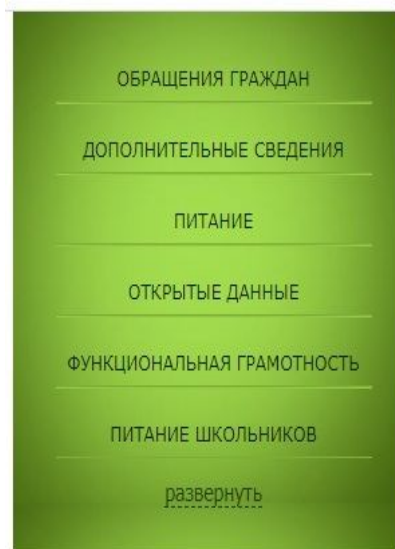 ОБРАЩЕНИЯ ГРАЖДАН
ДОПОЛНИТЕЛЬНЫЕ СВЕДЕНИЯ
ПИТАНИЕ
ОТКРЫТЫЕ ДАННЫЕ
ФУНКЦИОНАЛЬНАЯ ГРАМОТНОСТЬ
ПИТАНИЕ ШКОЛЬНИКОВ
развернуть